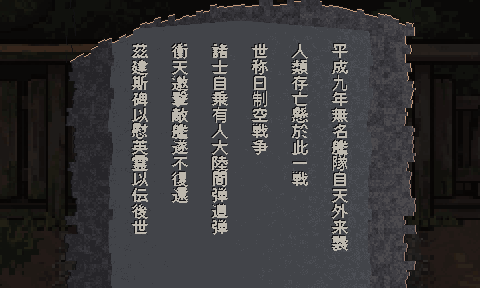 平成九年無名艦隊自天外来襲
人類存亡懸於此一戦
世称曰制空戦争
諸士自乗有人大陸間弾道弾
衝天邀撃敵艦遂不復還
茲建斯碑以慰英霊以伝後世